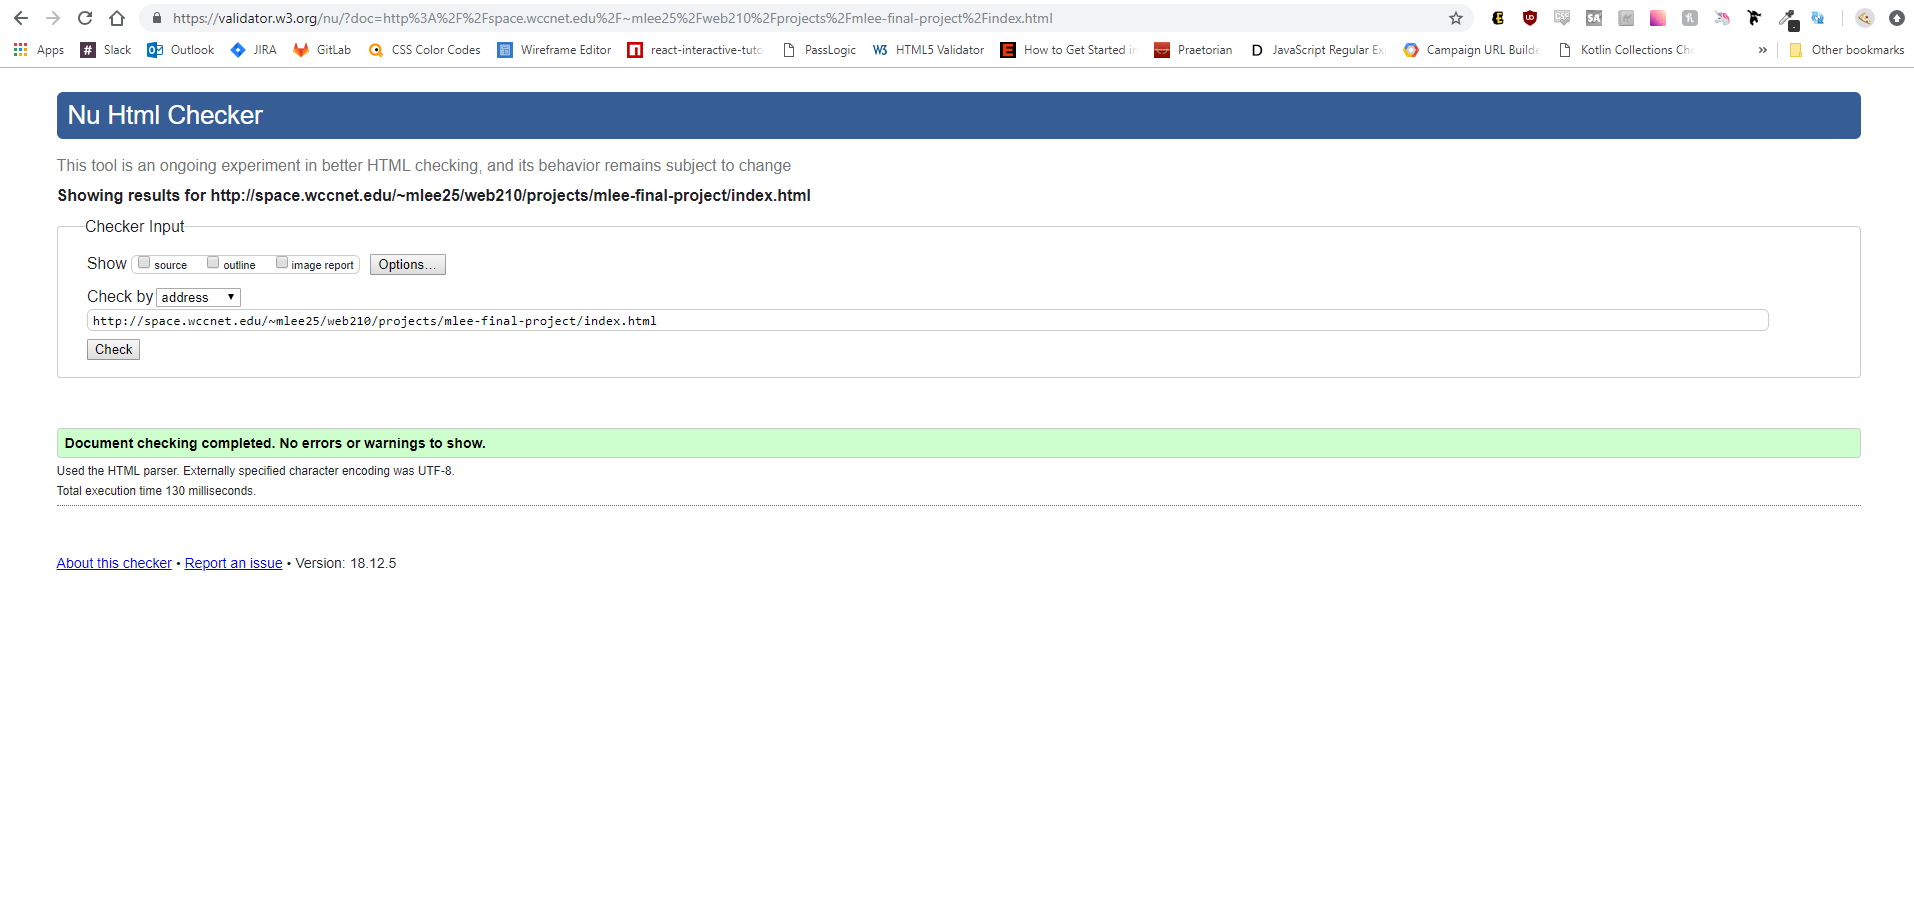 https://validator.w3.org/nu/?doc=http%3A%2F%2Fspace.wccnet.edu%2F~mlee25%2Fweb210%2Fprojects%2Fmlee-final-project%2Findex.html
Apps Slack Outlook JIRA GitLab CSS Color Codes Wireframe Editor react-interactive-tuto PassLogic W3 HTML5 Validator How to Get Started in Praetorian D JavaScript Regular Ex Campaign URL Builde Kotlin Collections Che » Other bookmarks
Nu Html Checker
This tool is an ongoing experiment in better HTML checking, and its behavior remains subject to change
Showing results for http://space.wccnet.edu/~mlee25/web210/projects/mlee-final-project/index.html
Checker Input
Show source outline image report Options...
Check by address
http://space.wccnet.edu/~mlee25/web210/projects/mlee-final-project/index.html
Check
Document checking completed. No errors or warnings to show.
Used the HTML parser. Externally specified character encoding was UTF-8.
Total execution time 130 milliseconds.
About this checker • Report an issue • Version: 18.12.5